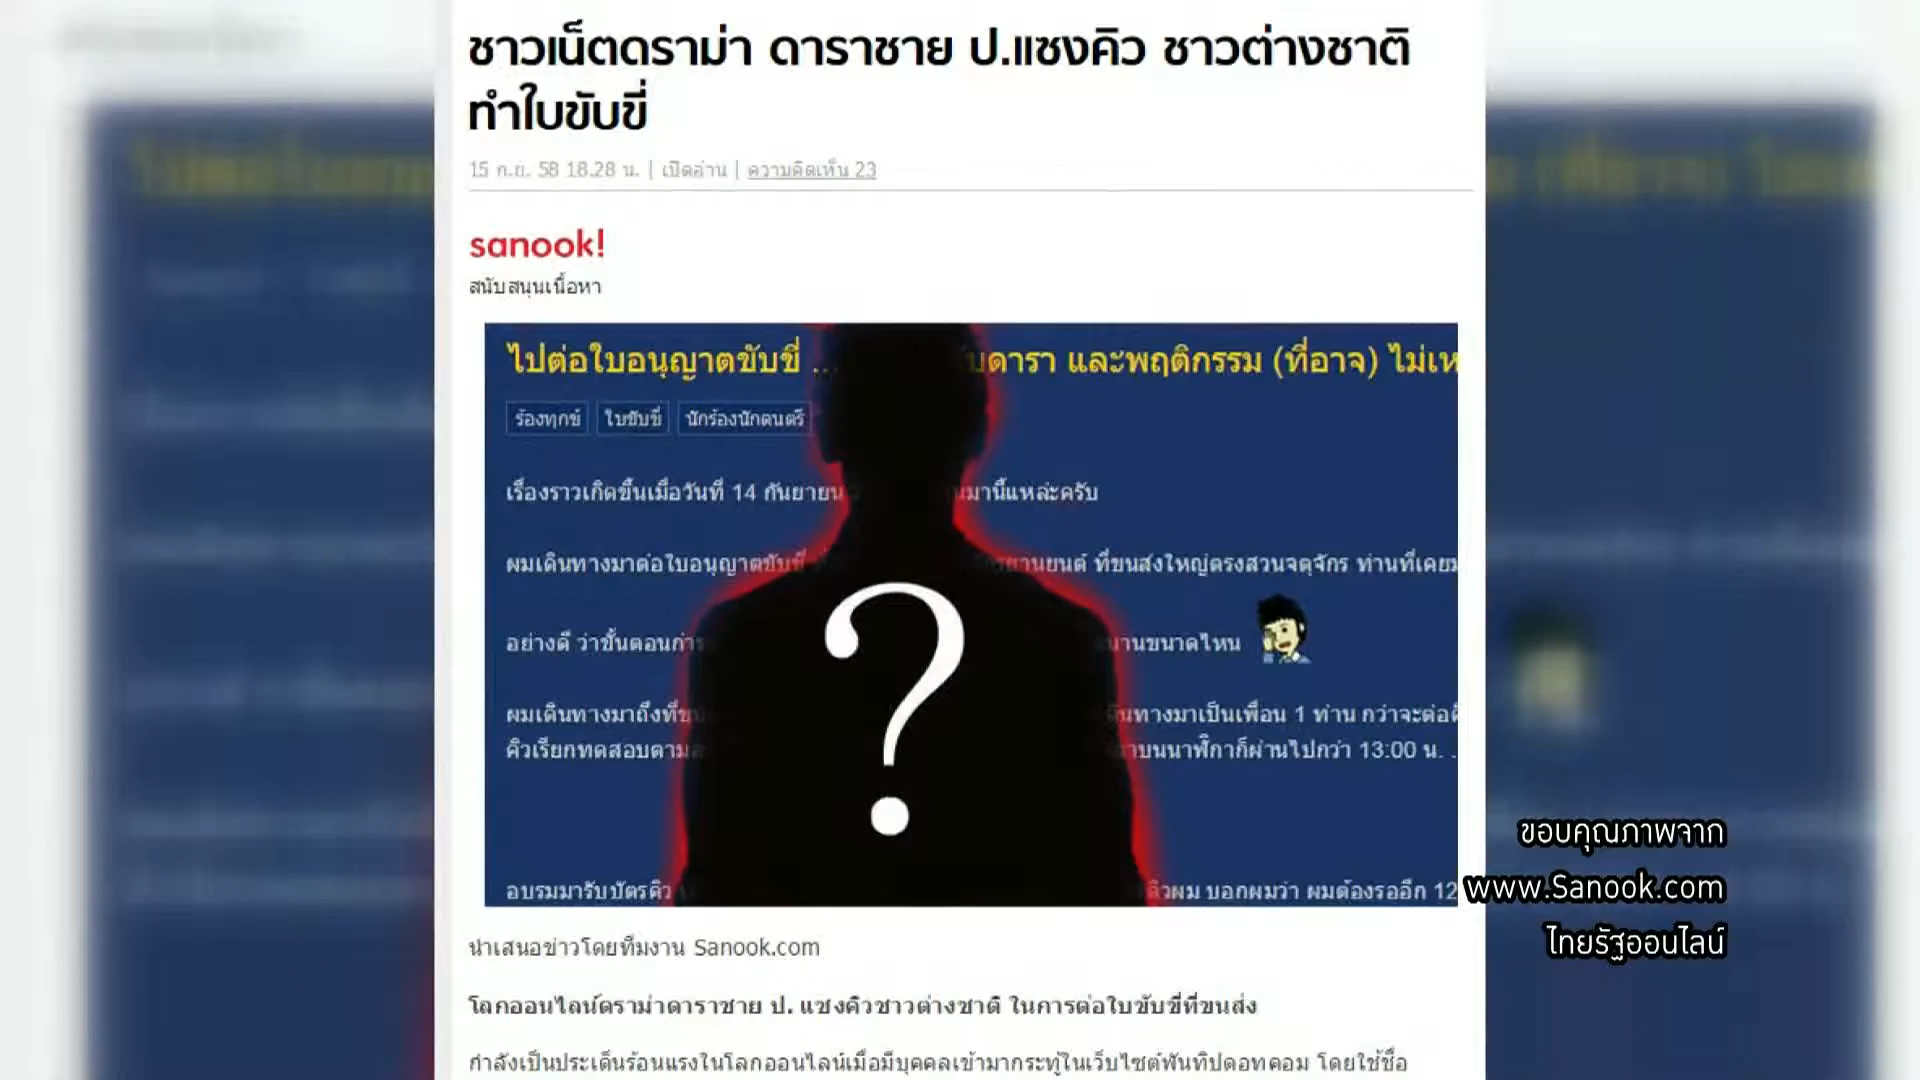 ชาวเน็ตดราม่า ดาราชาย ป.แซงคิว ชาวต่างชาติ
ทำใบขับขี่
15 ก.ย. 58 18.28 น. | เปิดอ่าน | ความคิดเห็น 23
sanook!
สนับสนุนเนื้อหา
ไปต่อใบอนุญาตขับขี่ ... ดารา และพฤติกรรม (ที่อาจ) ไม่เห
ร้องทุกข์ ใบขับขี่ นักร้องนักดนตรี
เรื่องราวเกิดขึ้นเมื่อวันที่ 14 กันยายน มานี้แหล่ะครับ
ผมเดินทางมาต่อใบอนุญาตขับขี่ ที่ขนส่งใหญ่ตรงสวนจตุจักร ท่านที่เคยม
อย่างดี ว่าขั้นตอนการ นานขนาดไหน
ผมเดินทางมาถึงที่ขน เดินทางมาเป็นเพื่อน 1 ท่าน กว่าจะต่อคิ
คิวเรียกทดสอบตาม บนนาฬิกาก็ผ่านไปกว่า 13:00 น. .
อบรมมารับบัตรคิว คิวผม บอกผมว่า ผมต้องรออีก 12
ขอบคุณภาพจาก
www.Sanook.com
ไทยรัฐออนไลน์
นำเสนอข่าวโดยทีมงาน Sanook.com
โลกออนไลน์ดราม่าดาราชาย ป. แซงคิวชาวต่างชาติ ในการต่อใบขับขี่ที่ขนส่ง
กำลังเป็นประเด็นร้อนแรงในโลกออนไลน์เมื่อมีบุคคลเข้ามากระทู้ในเว็บไซต์พันทิปดอทคอม โดยใช้ชื่อ